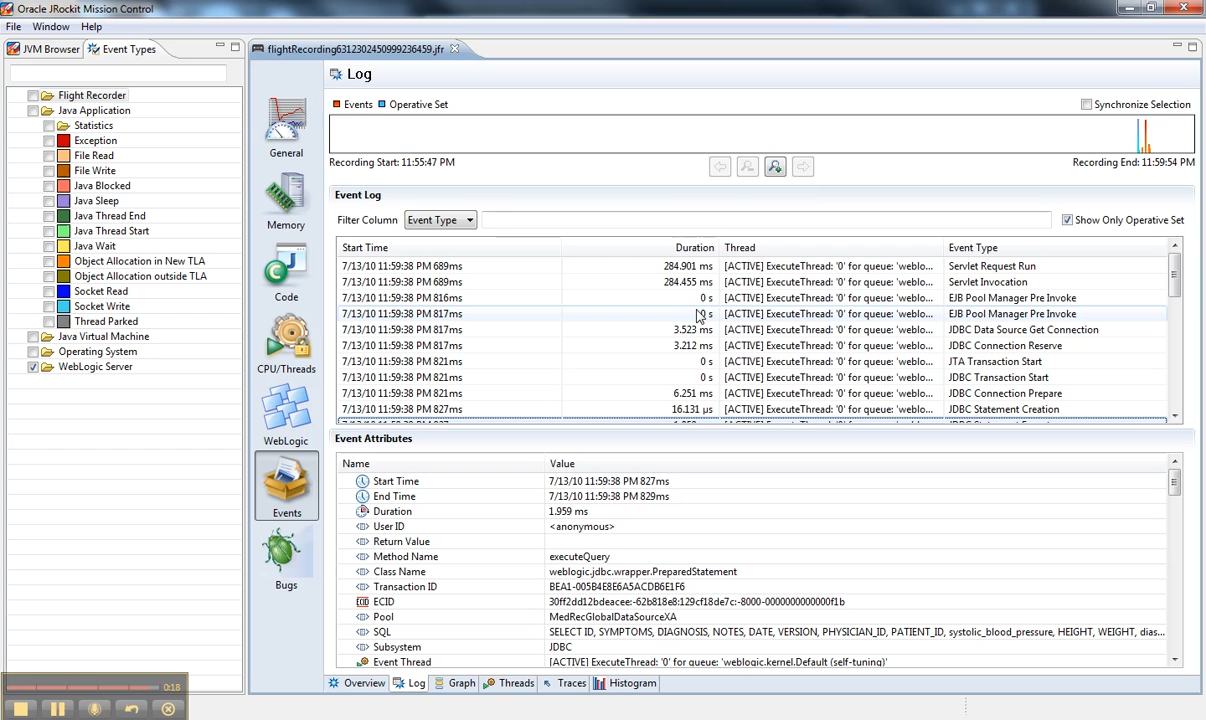 Oracle JRockit Mission Control
File Window Help
JVM Browser Event Types
flightRecording6312302450999236459.jfr
Flight Recorder
Java Application
Statistics
Exception
File Read
File Write
Java Blocked
Java Sleep
Java Thread End
Java Thread Start
Java Wait
Object Allocation in New TLA
Object Allocation outside TLA
Socket Read
Socket Write
Thread Parked
Java Virtual Machine
Operating System
WebLogic Server
General
Memory
Code
CPU/Threads
WebLogic
Events
Bugs
Log
Events Operative Set Synchronize Selection
Recording Start: 11:55:47 PM Recording End: 11:59:54 PM
Event Log
Filter Column Event Type Show Only Operative Set
Start Time Duration Thread Event Type
7/13/10 11:59:38 PM 689ms 284.901 ms [ACTIVE] ExecuteThread: '0' for queue: 'weblo... Servlet Request Run
7/13/10 11:59:38 PM 689ms 284.455 ms [ACTIVE] ExecuteThread: '0' for queue: 'weblo... Servlet Invocation
7/13/10 11:59:38 PM 816ms 0 s [ACTIVE] ExecuteThread: '0' for queue: 'weblo... EJB Pool Manager Pre Invoke
7/13/10 11:59:38 PM 817ms 0 s [ACTIVE] ExecuteThread: '0' for queue: 'weblo... EJB Pool Manager Pre Invoke
7/13/10 11:59:38 PM 817ms 3.523 ms [ACTIVE] ExecuteThread: '0' for queue: 'weblo... JDBC Data Source Get Connection
7/13/10 11:59:38 PM 817ms 3.212 ms [ACTIVE] ExecuteThread: '0' for queue: 'weblo... JDBC Connection Reserve
7/13/10 11:59:38 PM 821ms 0 s [ACTIVE] ExecuteThread: '0' for queue: 'weblo... JTA Transaction Start
7/13/10 11:59:38 PM 821ms 0 s [ACTIVE] ExecuteThread: '0' for queue: 'weblo... JDBC Transaction Start
7/13/10 11:59:38 PM 821ms 6.251 ms [ACTIVE] ExecuteThread: '0' for queue: 'weblo... JDBC Connection Prepare
7/13/10 11:59:38 PM 827ms 16.131 µs [ACTIVE] ExecuteThread: '0' for queue: 'weblo... JDBC Statement Creation
Event Attributes
Name Value
Start Time 7/13/10 11:59:38 PM 827ms
End Time 7/13/10 11:59:38 PM 829ms
Duration 1.959 ms
User ID <anonymous>
Return Value
Method Name executeQuery
Class Name weblogic.jdbc.wrapper.PreparedStatement
Transaction ID BEA1-005B4E8E6A5ACDB6E1F6
ECID 30ff2dd12bdeacee:-62b818e8:129cf18de7c:-8000-0000000000000f1b
Pool MedRecGlobalDataSourceXA
SQL SELECT ID, SYMPTOMS, DIAGNOSIS, NOTES, DATE, VERSION, PHYSICIAN_ID, PATIENT_ID, systolic_blood_pressure, HEIGHT, WEIGHT, dias...
Subsystem JDBC
Event Thread [ACTIVE] ExecuteThread: '0' for queue: 'weblogic.kernel.Default (self-tuning)'
Overview Log Graph Threads Traces Histogram
0:18